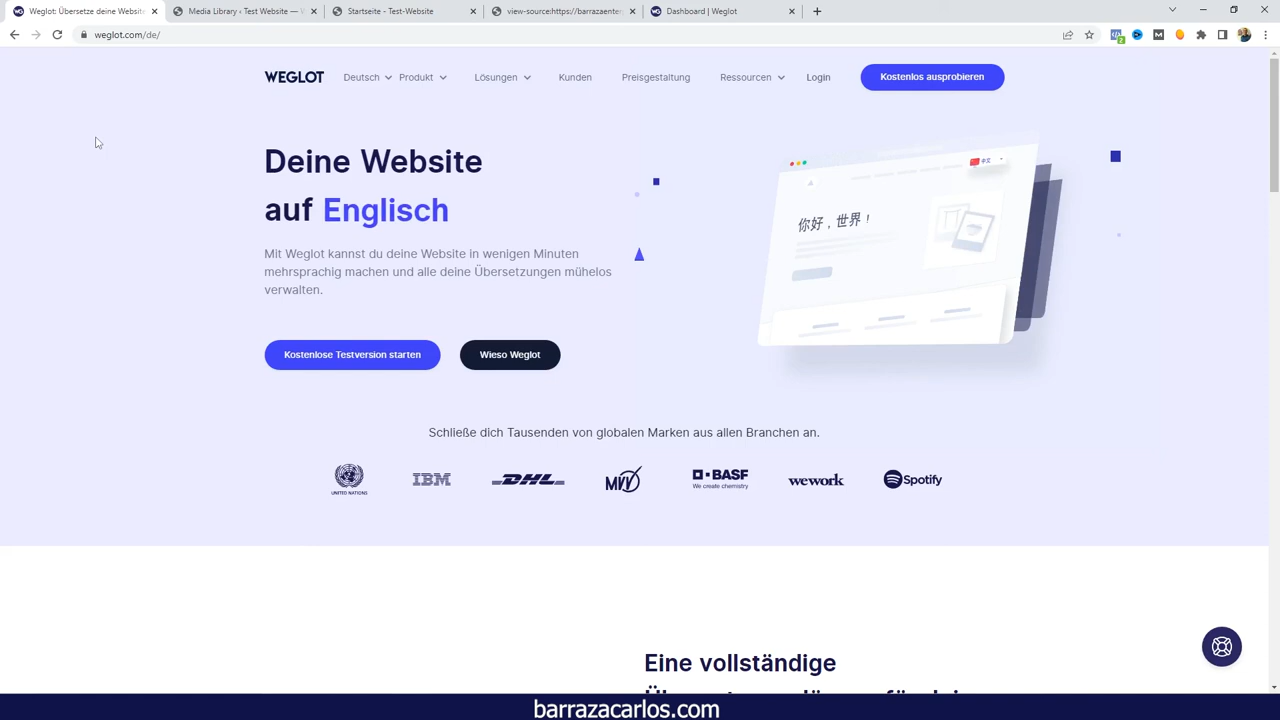 Weglot: Übersetze deine Website
Media Library ‹ Test Website — W
Startseite - Test-Website
view-source:https://barrazaenter
Dashboard | Weglot
weglot.com/de/
WEGLOT
Deutsch
Produkt
Lösungen
Kunden
Preisgestaltung
Ressourcen
Login
Kostenlos ausprobieren
Deine Website
auf Englisch
Mit Weglot kannst du deine Website in wenigen Minuten
mehrsprachig machen und alle deine Übersetzungen mühelos
verwalten.
Kostenlose Testversion starten
Wieso Weglot
中文
你好，世界！
Schließe dich Tausenden von globalen Marken aus allen Branchen an.
UNITED NATIONS
IBM
DHL
MVV
BASF
We create chemistry
wework
Spotify
Eine vollständige
barrazacarlos.com